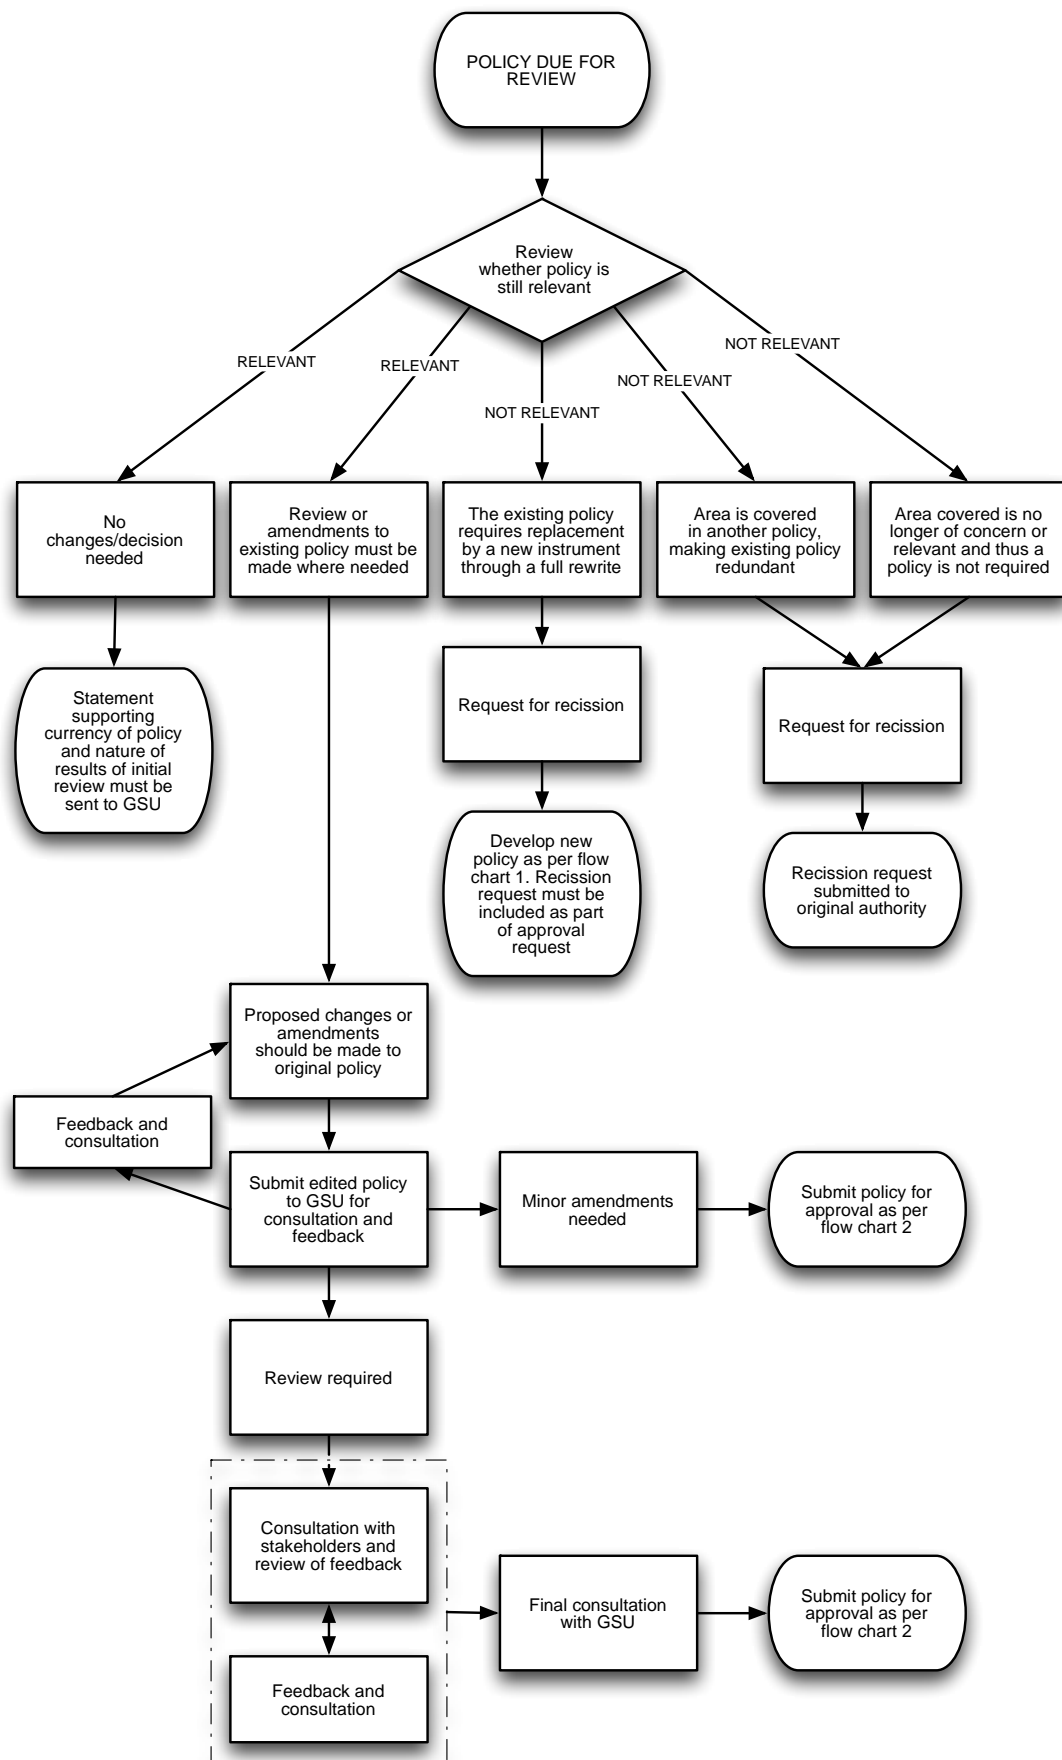 POLICY DUE FOR
REVIEW
Review
whether policy is
still relevant
RELEVANT
RELEVANT
NOT RELEVANT
NOT RELEVANT
NOT RELEVANT
No
changes/decision
needed
Review or
amendments to
existing policy must be
made where needed
The existing policy
requires replacement
by a new instrument
through a full rewrite
Area is covered
in another policy,
making existing policy
redundant
Area covered is no
longer of concern or
relevant and thus a
policy is not required
Statement
supporting
currency of policy
and nature of
results of initial
review must be
sent to GSU
Request for recission
Request for recission
Develop new
policy as per flow
chart 1. Recission
request must be
included as part
of approval
request
Recission request
submitted to
original authority
Proposed changes or
amendments
should be made to
original policy
Feedback and
consultation
Submit edited policy
to GSU for
consultation and
feedback
Minor amendments
needed
Submit policy for
approval as per
flow chart 2
Review required
Consultation with
stakeholders and
review of feedback
Final consultation
with GSU
Submit policy for
approval as per
flow chart 2
Feedback and
consultation